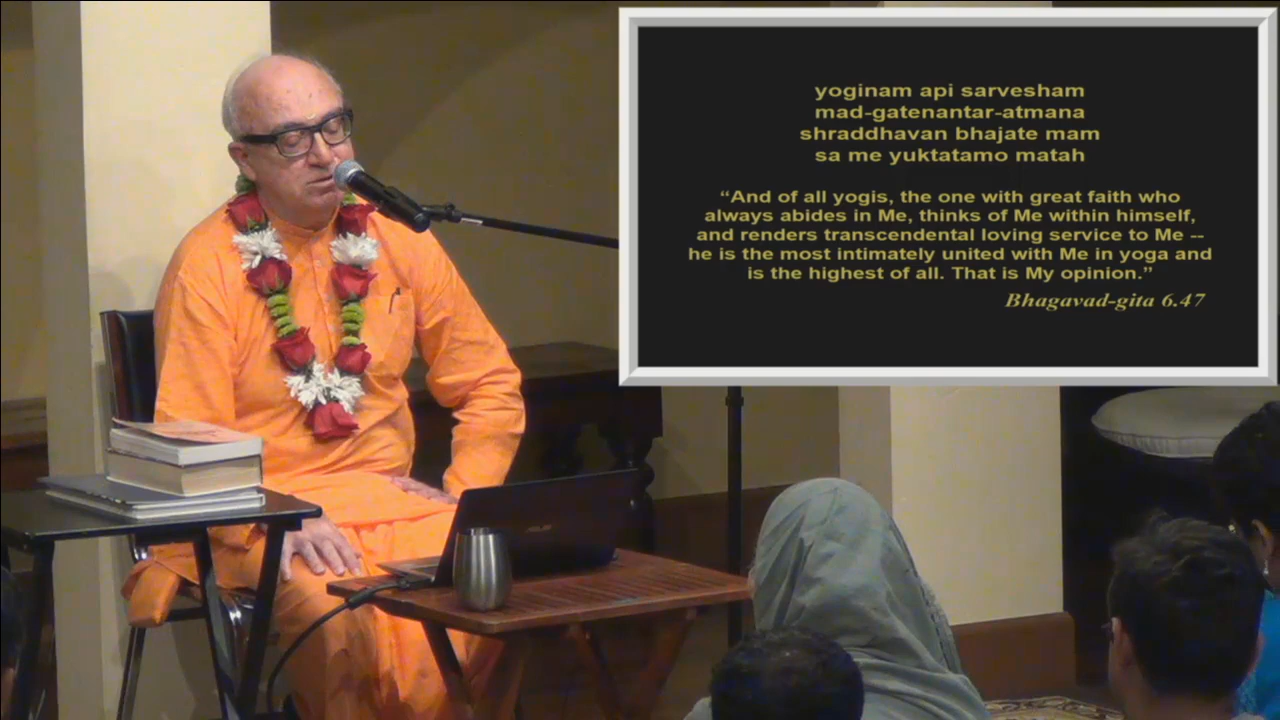 yoginam api sarvesham
mad-gatenantar-atmana
shraddhavan bhajate mam
sa me yuktatamo matah
“And of all yogis, the one with great faith who
always abides in Me, thinks of Me within himself,
and renders transcendental loving service to Me --
he is the most intimately united with Me in yoga and
is the highest of all. That is My opinion.”
Bhagavad-gita 6.47
ASUS